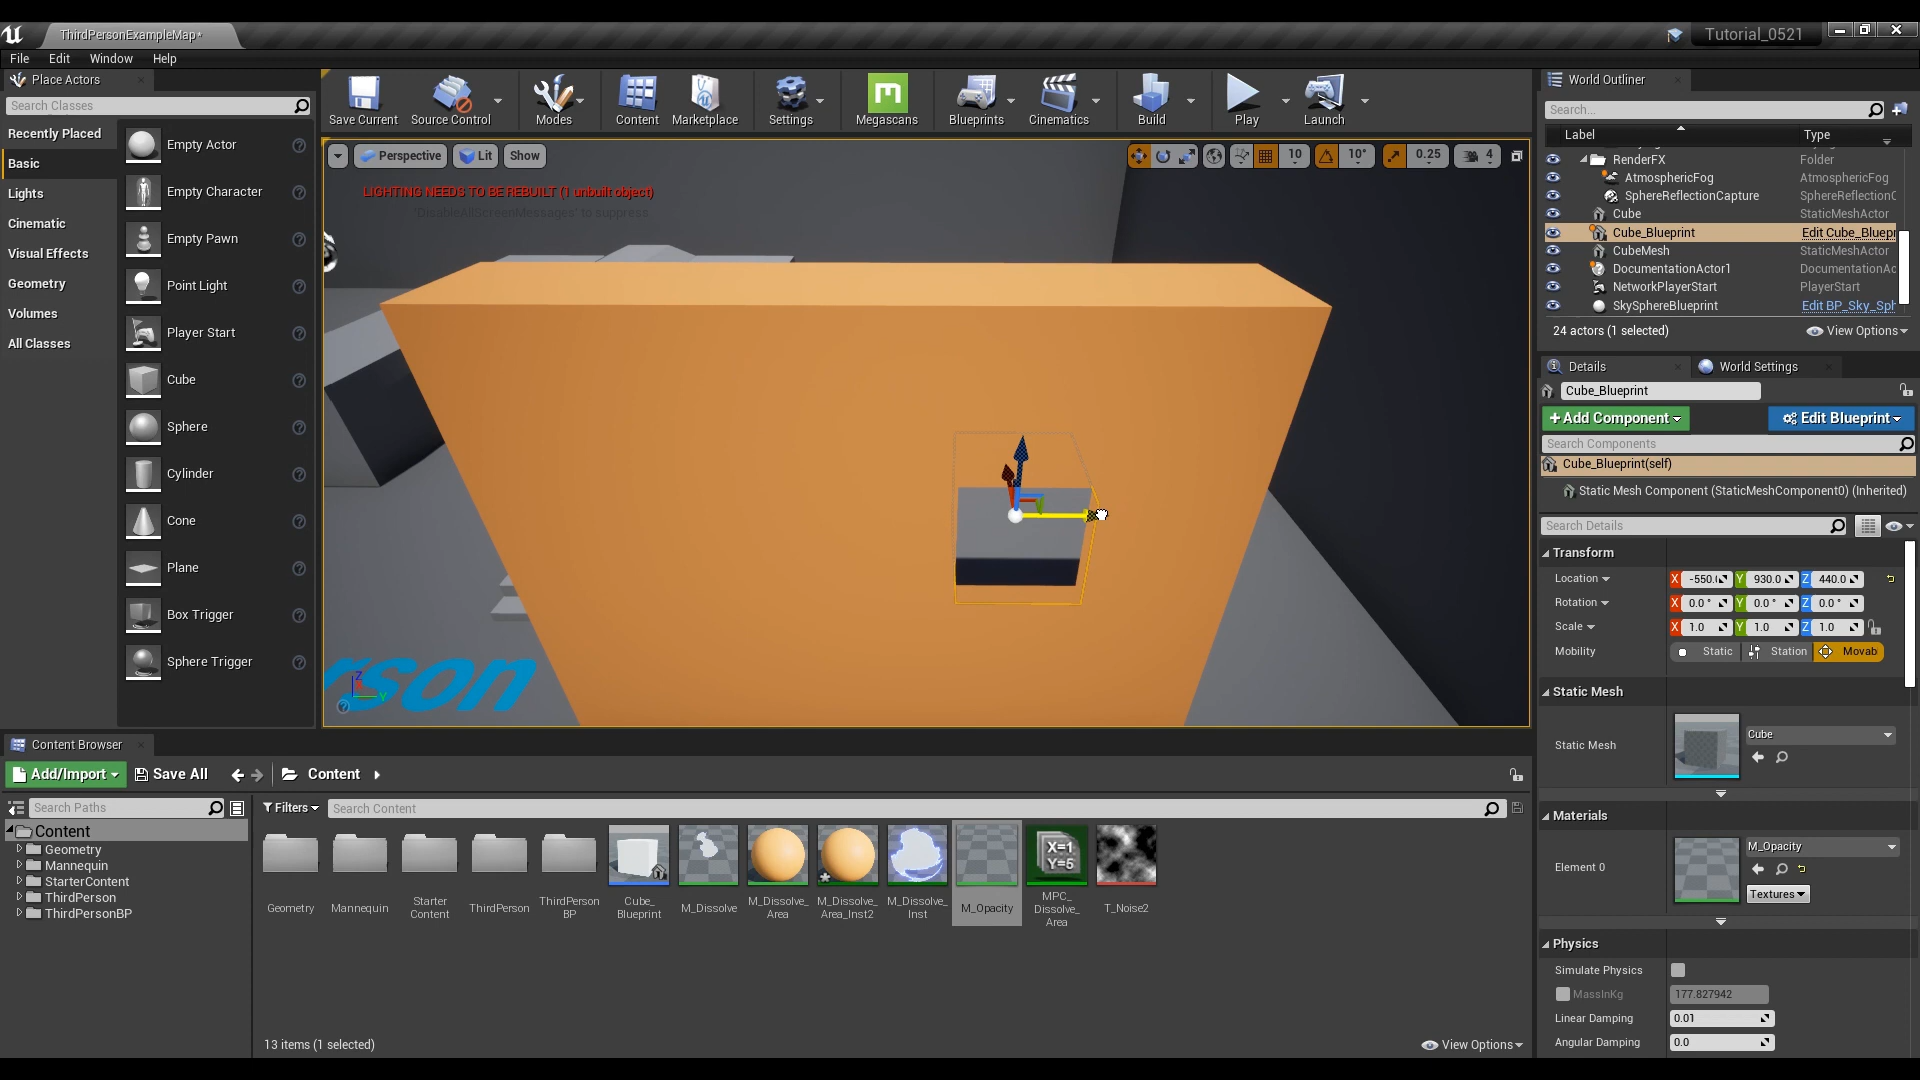 ThirdPersonExampleMap*
Tutorial_0521
File Edit Window Help
Place Actors
Search Classes
Recently Placed
Basic
Lights
Cinematic
Visual Effects
Geometry
Volumes
All Classes
Empty Actor
Empty Character
Empty Pawn
Point Light
Player Start
Cube
Sphere
Cylinder
Cone
Plane
Box Trigger
Sphere Trigger
Save Current
Source Control
Modes
Content
Marketplace
Settings
Megascans
Blueprints
Cinematics
Build
Play
Launch
Perspective Lit Show
10 10° 0.25 4
LIGHTING NEEDS TO BE REBUILT (1 unbuilt object)
'DisableAllScreenMessages' to suppress
rson
Z
Y
World Outliner
Search...
Label Type
RenderFX Folder
AtmosphericFog AtmosphericFog
SphereReflectionCapture SphereReflectionC
Cube StaticMeshActor
Cube_Blueprint Edit Cube_Bluepr
CubeMesh StaticMeshActor
DocumentationActor1 DocumentationAc
NetworkPlayerStart PlayerStart
SkySphereBlueprint Edit BP_Sky_Sph
24 actors (1 selected) View Options
Details World Settings
Cube_Blueprint
+Add Component Edit Blueprint
Search Components
Cube_Blueprint(self)
Static Mesh Component (StaticMeshComponent0) (Inherited)
Search Details
Transform
Location X -550.( Y 930.0 Z 440.0
Rotation X 0.0 ° Y 0.0 ° Z 0.0 °
Scale X 1.0 Y 1.0 Z 1.0
Mobility Static Station Movab
Static Mesh
Static Mesh Cube
Materials
Element 0 M_Opacity
Textures
Physics
Simulate Physics
MassInKg 177.827942
Linear Damping 0.01
Angular Damping 0.0
Content Browser
Add/Import Save All Content
Search Paths
Filters Search Content
Content
Geometry
Mannequin
StarterContent
ThirdPerson
ThirdPersonBP
Geometry
Mannequin
Starter
Content
ThirdPerson
ThirdPerson
BP
Cube_
Blueprint
M_Dissolve
M_Dissolve_
Area
M_Dissolve_
Area_Inst2
M_Dissolve_
Inst
M_Opacity
X=1
Y=5
MPC_
Dissolve_
Area
T_Noise2
13 items (1 selected) View Options